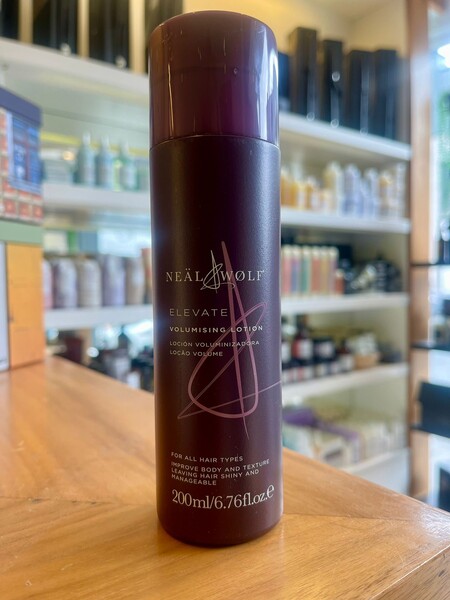 NEÄL & WØLF
ELEVATE
VOLUMISING LOTION
LOCIÓN VOLUMINIZADORA
LOCÃO VOLUME
FOR ALL HAIR TYPES
IMPROVE BODY AND TEXTURE
LEAVING HAIR SHINY AND
MANAGEABLE
200ml/6.76fl.oz.℮